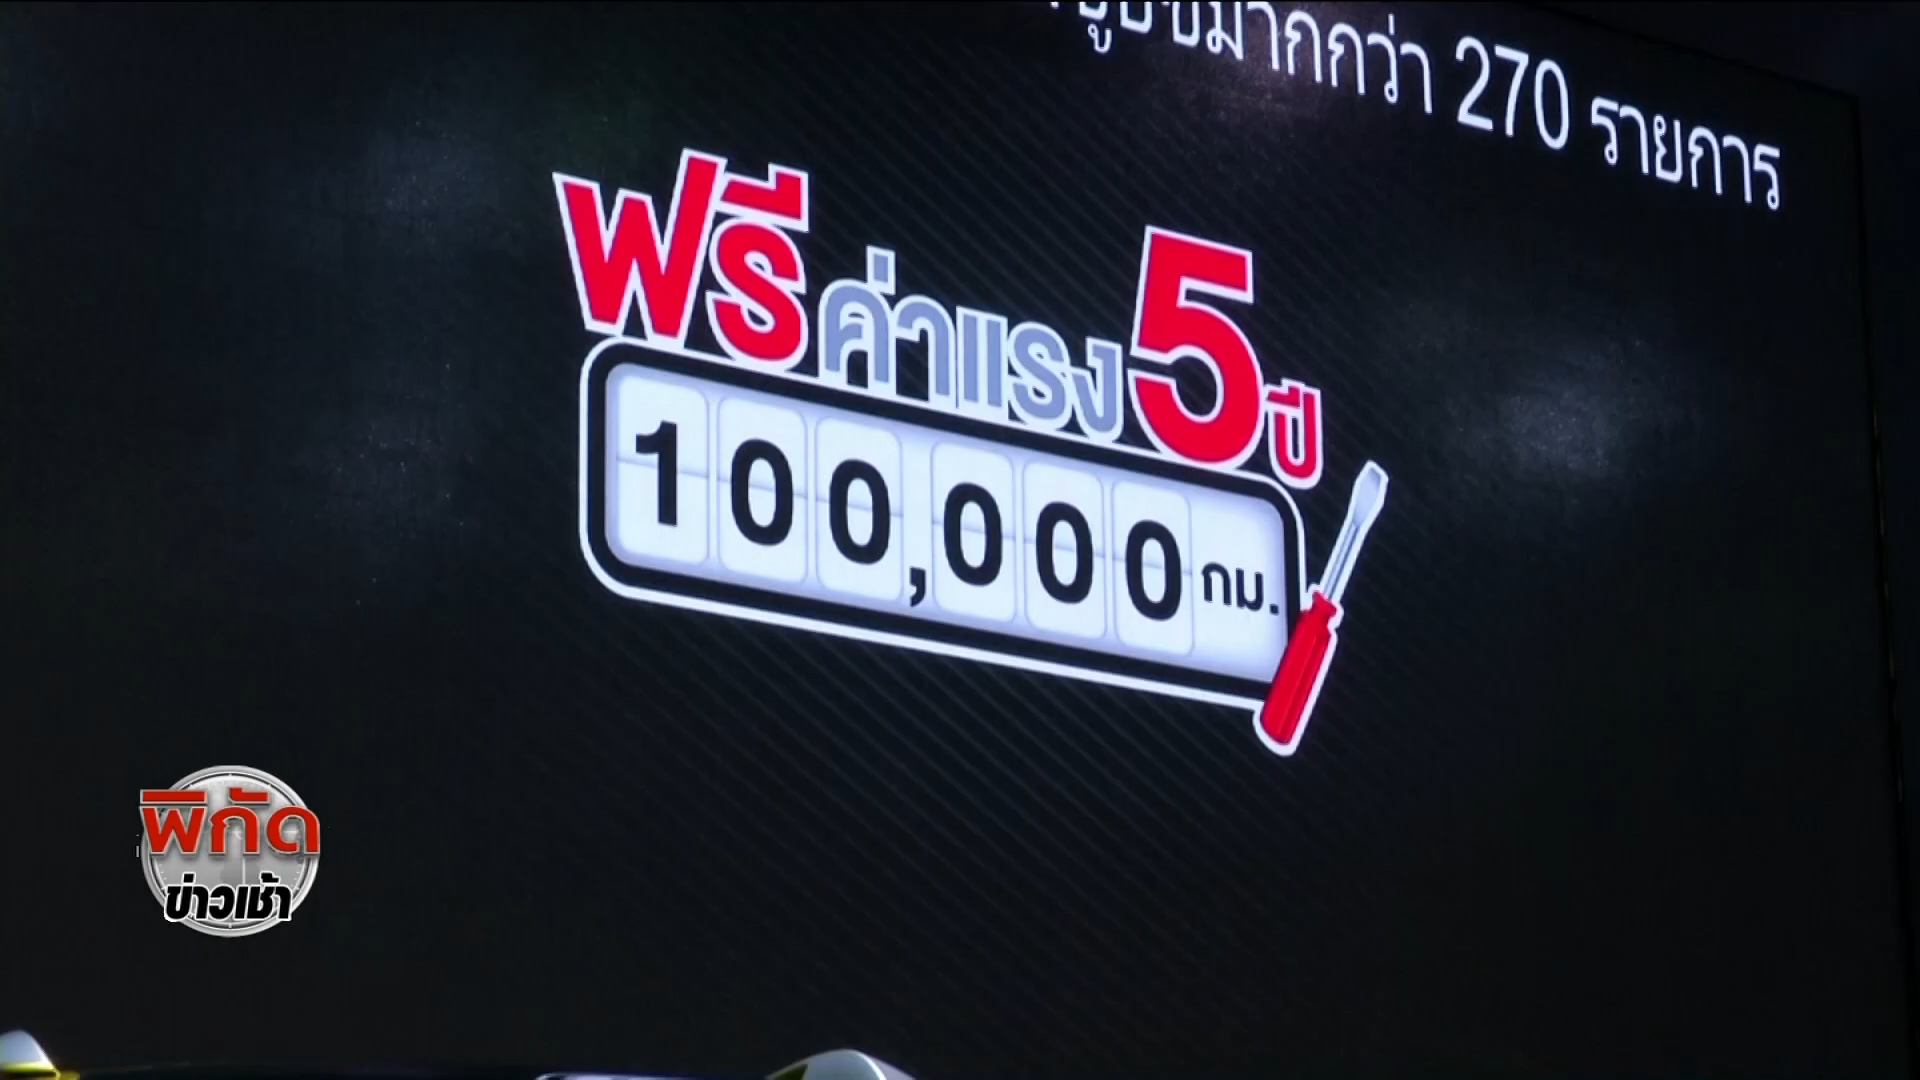 มากกว่า 270 รายการ
ฟรี ค่าแรง 5 ปี
100,000 กม.
พิกัด
ข่าวเช้า